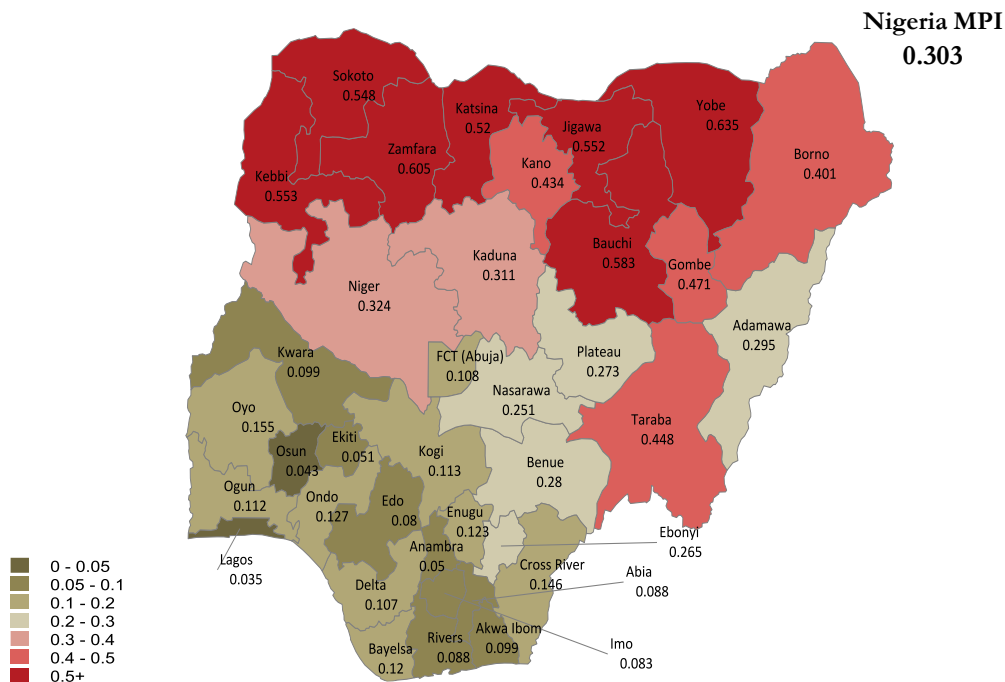 Nigeria MPI
0.303
Sokoto
0.548
Katsina
0.52
Yobe
0.635
Jigawa
0.552
Zamfara
0.605
Kano
0.434
Borno
0.401
Kebbi
0.553
Bauchi
0.583
Kaduna
0.311
Gombe
0.471
Niger
0.324
Adamawa
0.295
Kwara
0.099
FCT (Abuja)
0.108
Plateau
0.273
Nasarawa
0.251
Oyo
0.155
Taraba
0.448
Osun
0.043
Ekiti
0.051
Kogi
0.113
Benue
0.28
Ogun
0.112
Ondo
0.127
Edo
0.08
Enugu
0.123
Ebonyi
0.265
Anambra
0.05
Lagos
0.035
Cross River
0.146
Abia
0.088
Delta
0.107
Akwa Ibom
0.099
Rivers
0.088
Imo
0.083
Bayelsa
0.12
0 - 0.05
0.05 - 0.1
0.1 - 0.2
0.2 - 0.3
0.3 - 0.4
0.4 - 0.5
0.5+